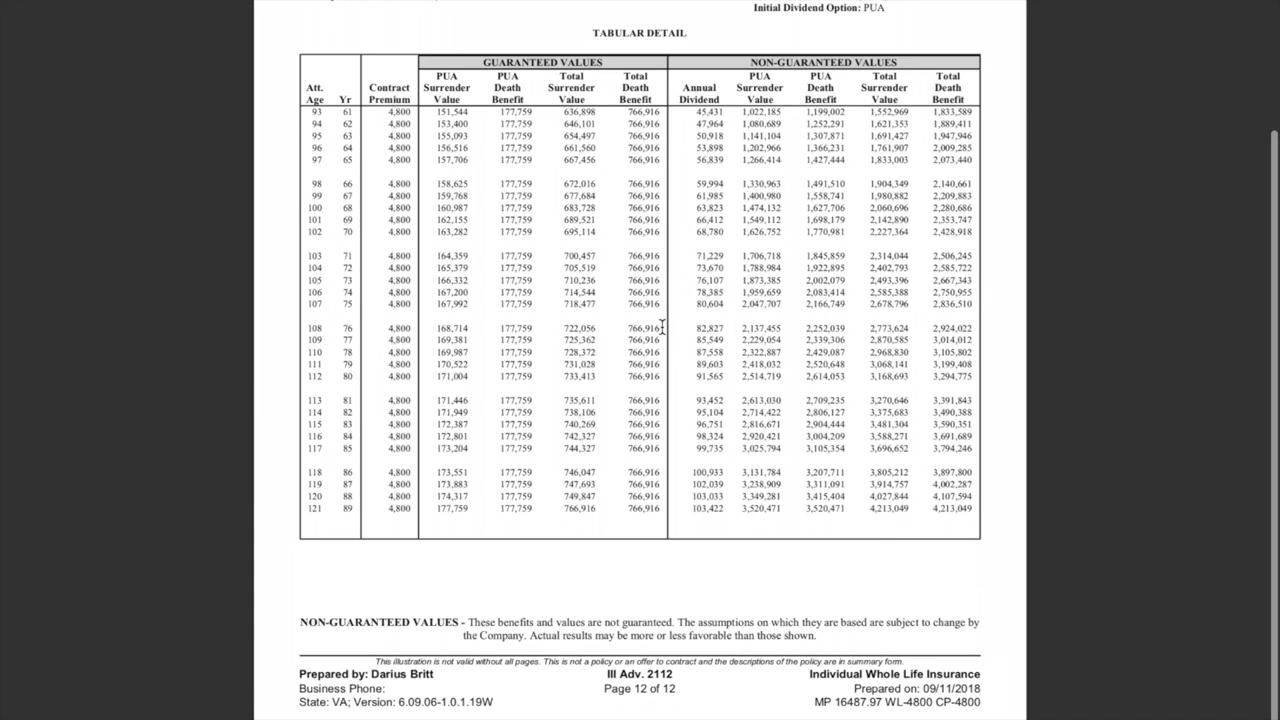 Initial Dividend Option: PUA
TABULAR DETAIL
GUARANTEED VALUES NON-GUARANTEED VALUES
PUA PUA Total Total PUA PUA Total Total
Att. Contract Surrender Death Surrender Death Annual Surrender Death Surrender Death
Age Yr Premium Value Benefit Value Benefit Dividend Value Benefit Value Benefit
93 61 4,800 151,544 177,759 636,898 766,916 45,431 1,022,185 1,199,002 1,552,969 1,833,589
94 62 4,800 153,400 177,759 646,101 766,916 47,964 1,080,689 1,252,291 1,621,353 1,889,411
95 63 4,800 155,093 177,759 654,497 766,916 50,918 1,141,104 1,307,871 1,691,427 1,947,946
96 64 4,800 156,516 177,759 661,560 766,916 53,898 1,202,966 1,366,231 1,761,907 2,009,285
97 65 4,800 157,706 177,759 667,456 766,916 56,839 1,266,414 1,427,444 1,833,003 2,073,440
98 66 4,800 158,625 177,759 672,016 766,916 59,994 1,330,963 1,491,510 1,904,349 2,140,661
99 67 4,800 159,768 177,759 677,684 766,916 61,985 1,400,980 1,558,741 1,980,882 2,209,883
100 68 4,800 160,987 177,759 683,728 766,916 63,823 1,474,132 1,627,706 2,060,696 2,280,686
101 69 4,800 162,155 177,759 689,521 766,916 66,412 1,549,112 1,698,179 2,142,890 2,353,747
102 70 4,800 163,282 177,759 695,114 766,916 68,780 1,626,752 1,770,981 2,227,364 2,428,918
103 71 4,800 164,359 177,759 700,457 766,916 71,229 1,706,718 1,845,859 2,314,044 2,506,245
104 72 4,800 165,379 177,759 705,519 766,916 73,670 1,788,984 1,922,895 2,402,793 2,585,722
105 73 4,800 166,332 177,759 710,236 766,916 76,107 1,873,385 2,002,079 2,493,396 2,667,343
106 74 4,800 167,200 177,759 714,544 766,916 78,385 1,959,659 2,083,414 2,585,388 2,750,955
107 75 4,800 167,992 177,759 718,477 766,916 80,604 2,047,707 2,166,749 2,678,796 2,836,510
108 76 4,800 168,714 177,759 722,056 766,916 82,827 2,137,455 2,252,039 2,773,624 2,924,022
109 77 4,800 169,381 177,759 725,362 766,916 85,549 2,229,054 2,339,306 2,870,585 3,014,012
110 78 4,800 169,987 177,759 728,372 766,916 87,558 2,322,887 2,429,087 2,968,830 3,105,802
111 79 4,800 170,522 177,759 731,028 766,916 89,603 2,418,032 2,520,648 3,068,141 3,199,408
112 80 4,800 171,004 177,759 733,413 766,916 91,565 2,514,719 2,614,053 3,168,693 3,294,775
113 81 4,800 171,446 177,759 735,611 766,916 93,452 2,613,030 2,709,235 3,270,646 3,391,843
114 82 4,800 171,949 177,759 738,106 766,916 95,104 2,714,422 2,806,127 3,375,683 3,490,388
115 83 4,800 172,387 177,759 740,269 766,916 96,751 2,816,671 2,904,444 3,481,304 3,590,351
116 84 4,800 172,801 177,759 742,327 766,916 98,324 2,920,421 3,004,209 3,588,271 3,691,689
117 85 4,800 173,204 177,759 744,327 766,916 99,735 3,025,794 3,105,354 3,696,652 3,794,246
118 86 4,800 173,551 177,759 746,047 766,916 100,933 3,131,784 3,207,711 3,805,212 3,897,800
119 87 4,800 173,883 177,759 747,693 766,916 102,039 3,238,909 3,311,091 3,914,757 4,002,287
120 88 4,800 174,317 177,759 749,847 766,916 103,033 3,349,281 3,415,404 4,027,844 4,107,594
121 89 4,800 177,759 177,759 766,916 766,916 103,422 3,520,471 3,520,471 4,213,049 4,213,049
NON-GUARANTEED VALUES - These benefits and values are not guaranteed. The assumptions on which they are based are subject to change by
the Company. Actual results may be more or less favorable than those shown.
This illustration is not valid without all pages. This is not a policy or an offer to contract and the descriptions of the policy are in summary form.
Prepared by: Darius Britt Ill Adv. 2112 Individual Whole Life Insurance
Business Phone: Page 12 of 12 Prepared on: 09/11/2018
State: VA; Version: 6.09.06-1.0.1.19W MP 16487.97 WL-4800 CP-4800